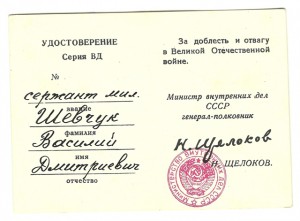 УДОСТОВЕРЕНИЕ
Серия ВД
№
сержант мил.
звание
Шевчук
фамилия
Василий
имя
Дмитриевич
отчество
За доблесть и отвагу
в Великой Отечественной
войне.
Министр внутренних дел
СССР
генерал-полковник
Н. Щелоков
Н. ЩЕЛОКОВ.